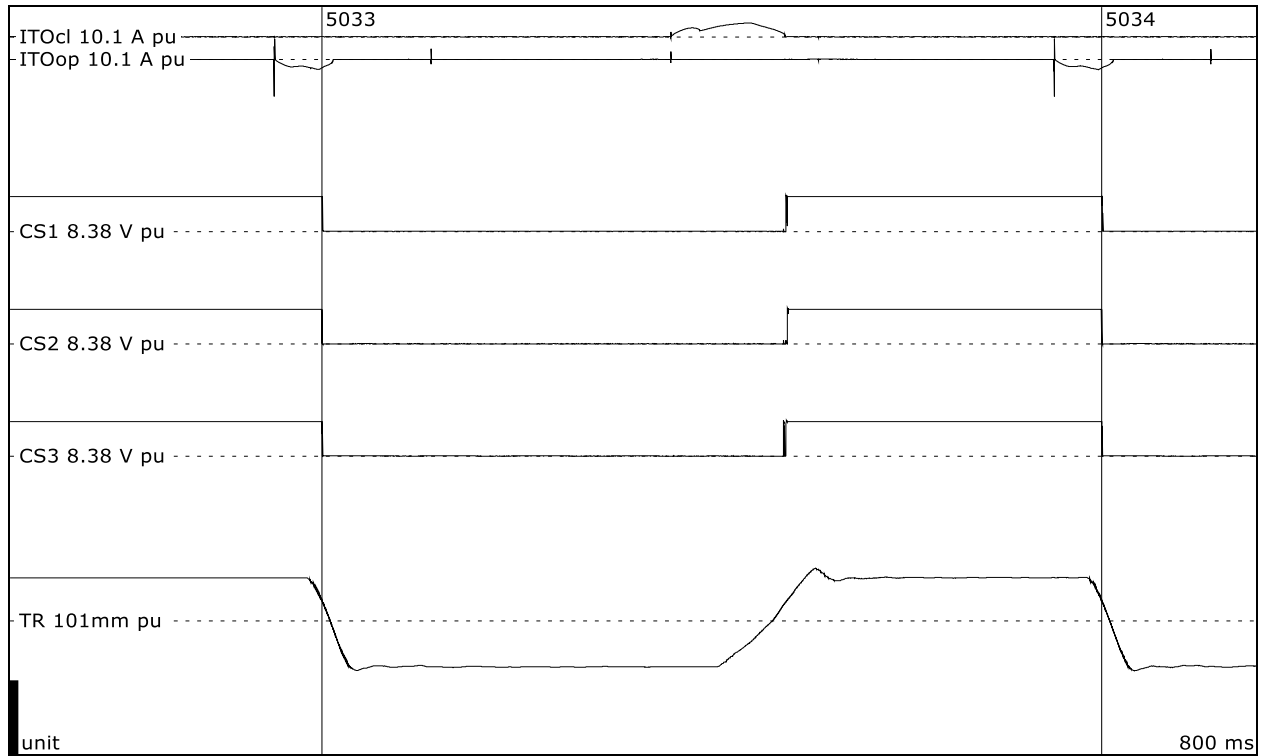 5033
5034
ITOcl 10.1 A pu
ITOop 10.1 A pu
CS1 8.38 V pu
CS2 8.38 V pu
CS3 8.38 V pu
TR 101mm pu
unit
800 ms